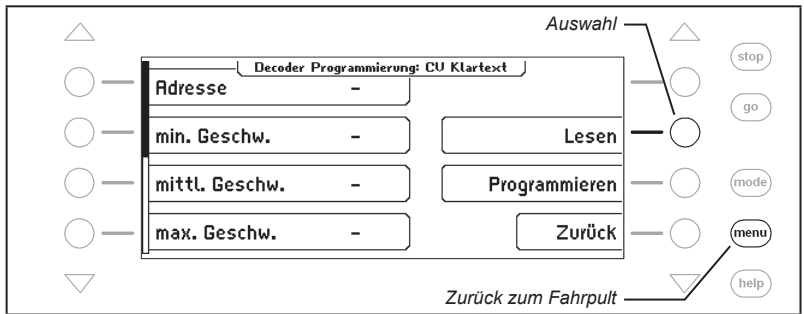 Auswahl
stop
Decoder Programmierung: CV Klartext
Adresse -
go
min. Geschw. - Lesen
mittl. Geschw. - Programmieren
mode
max. Geschw. - Zurück
menu
help
Zurück zum Fahrpult